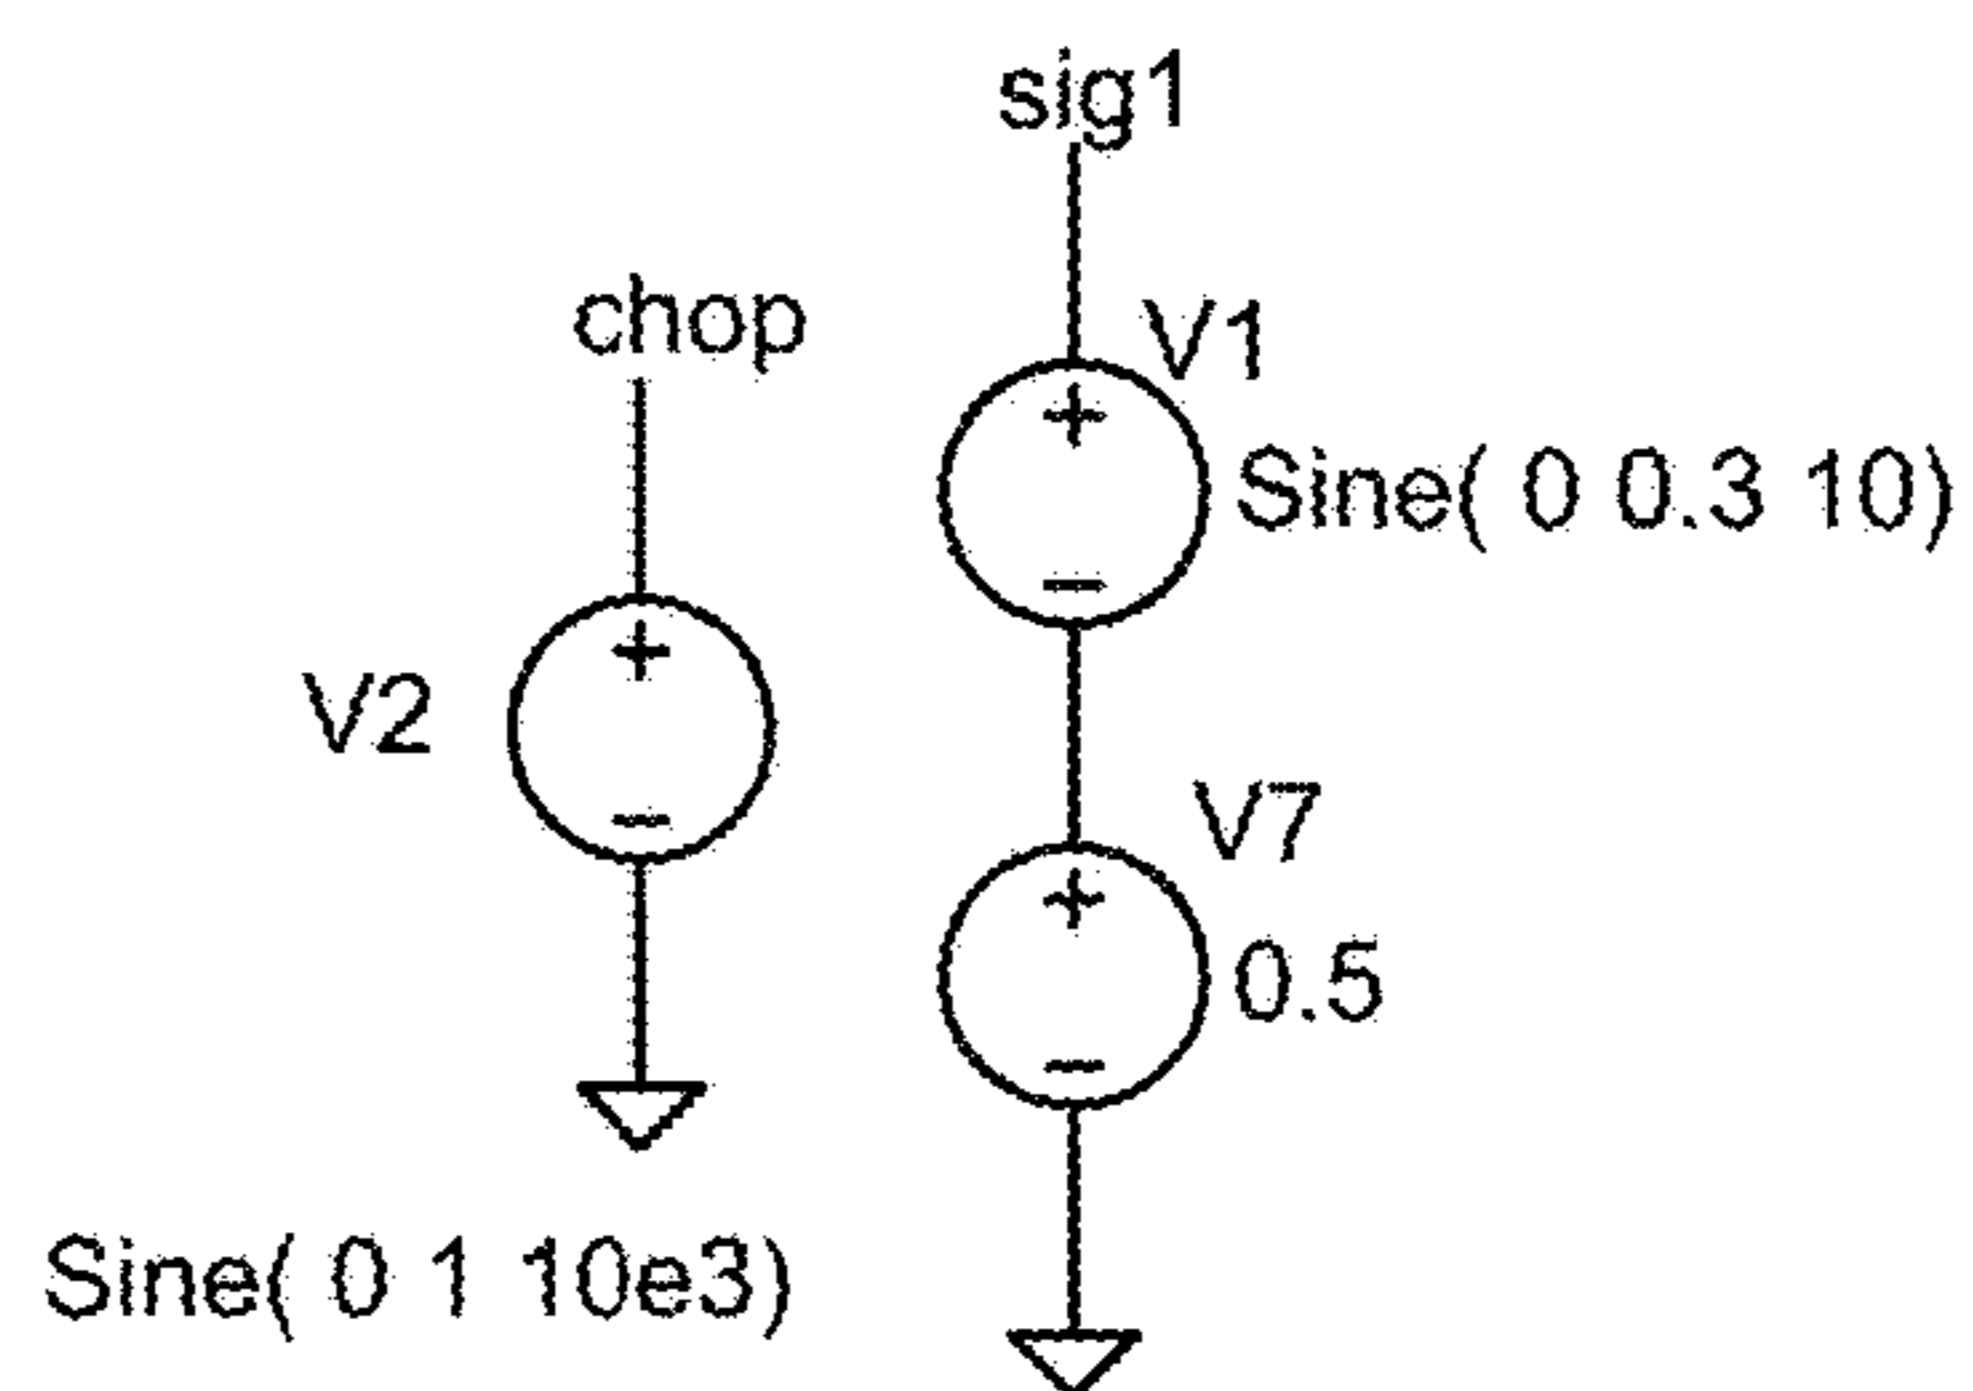 sig1
chop
V1
+
Sine( 0 0.3 10)
−
V2
+
−
V7
+
0.5
−
Sine( 0 1 10e3)